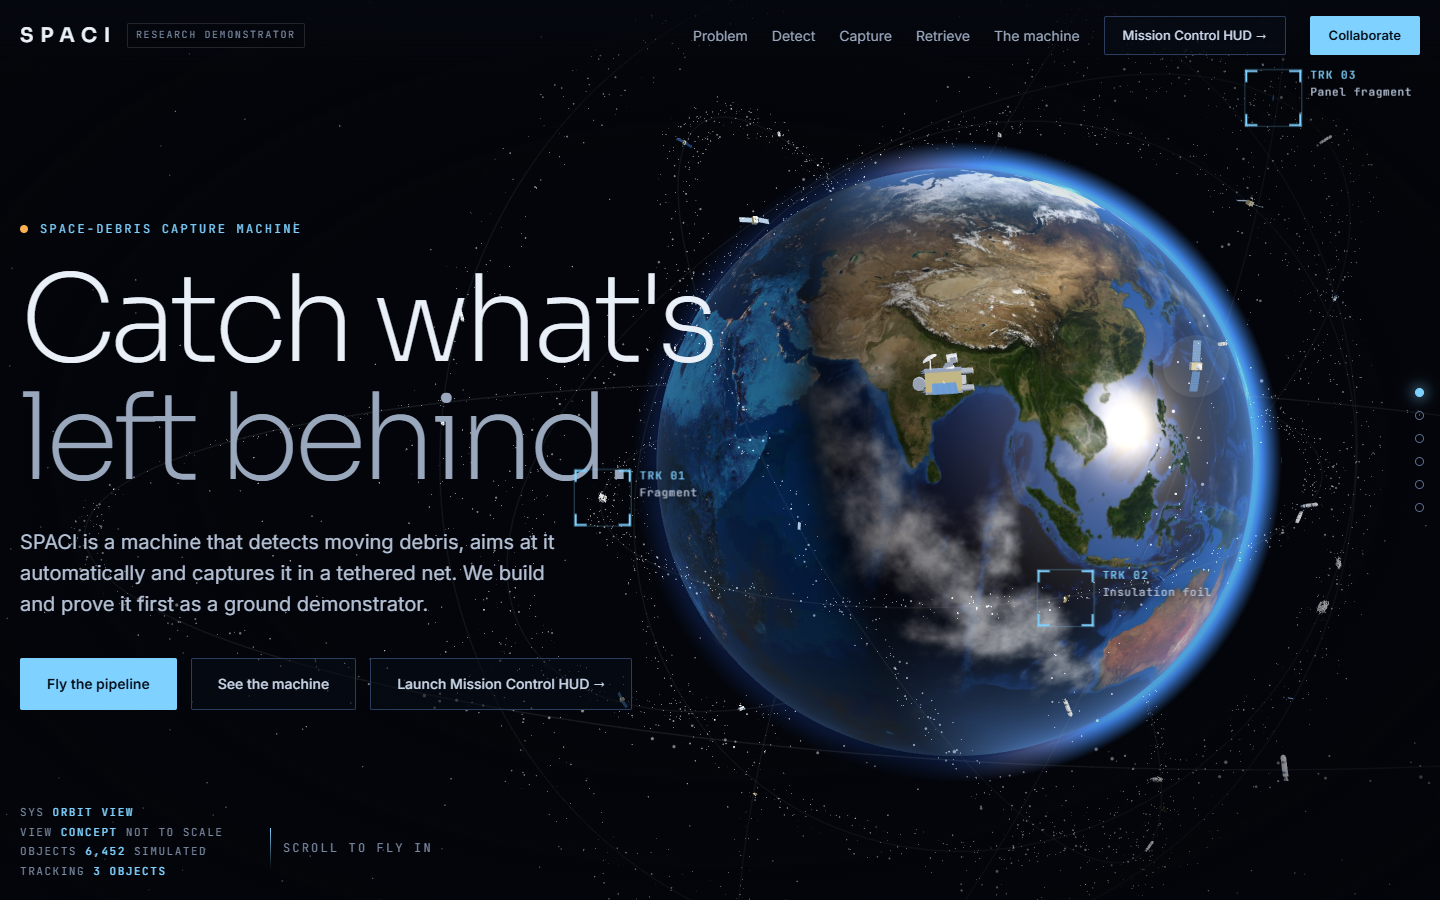 SPACI
RESEARCH DEMONSTRATOR
Problem
Detect
Capture
Retrieve
The machine
Mission Control HUD →
Collaborate
TRK 03
Panel fragment
SPACE-DEBRIS CAPTURE MACHINE
Catch what's
left behind
TRK 01
Fragment
SPACI is a machine that detects moving debris, aims at it
automatically and captures it in a tethered net. We build
and prove it first as a ground demonstrator.
TRK 02
Insulation foil
Fly the pipeline
See the machine
Launch Mission Control HUD →
SYS ORBIT VIEW
VIEW CONCEPT NOT TO SCALE
OBJECTS 6,452 SIMULATED
TRACKING 3 OBJECTS
SCROLL TO FLY IN